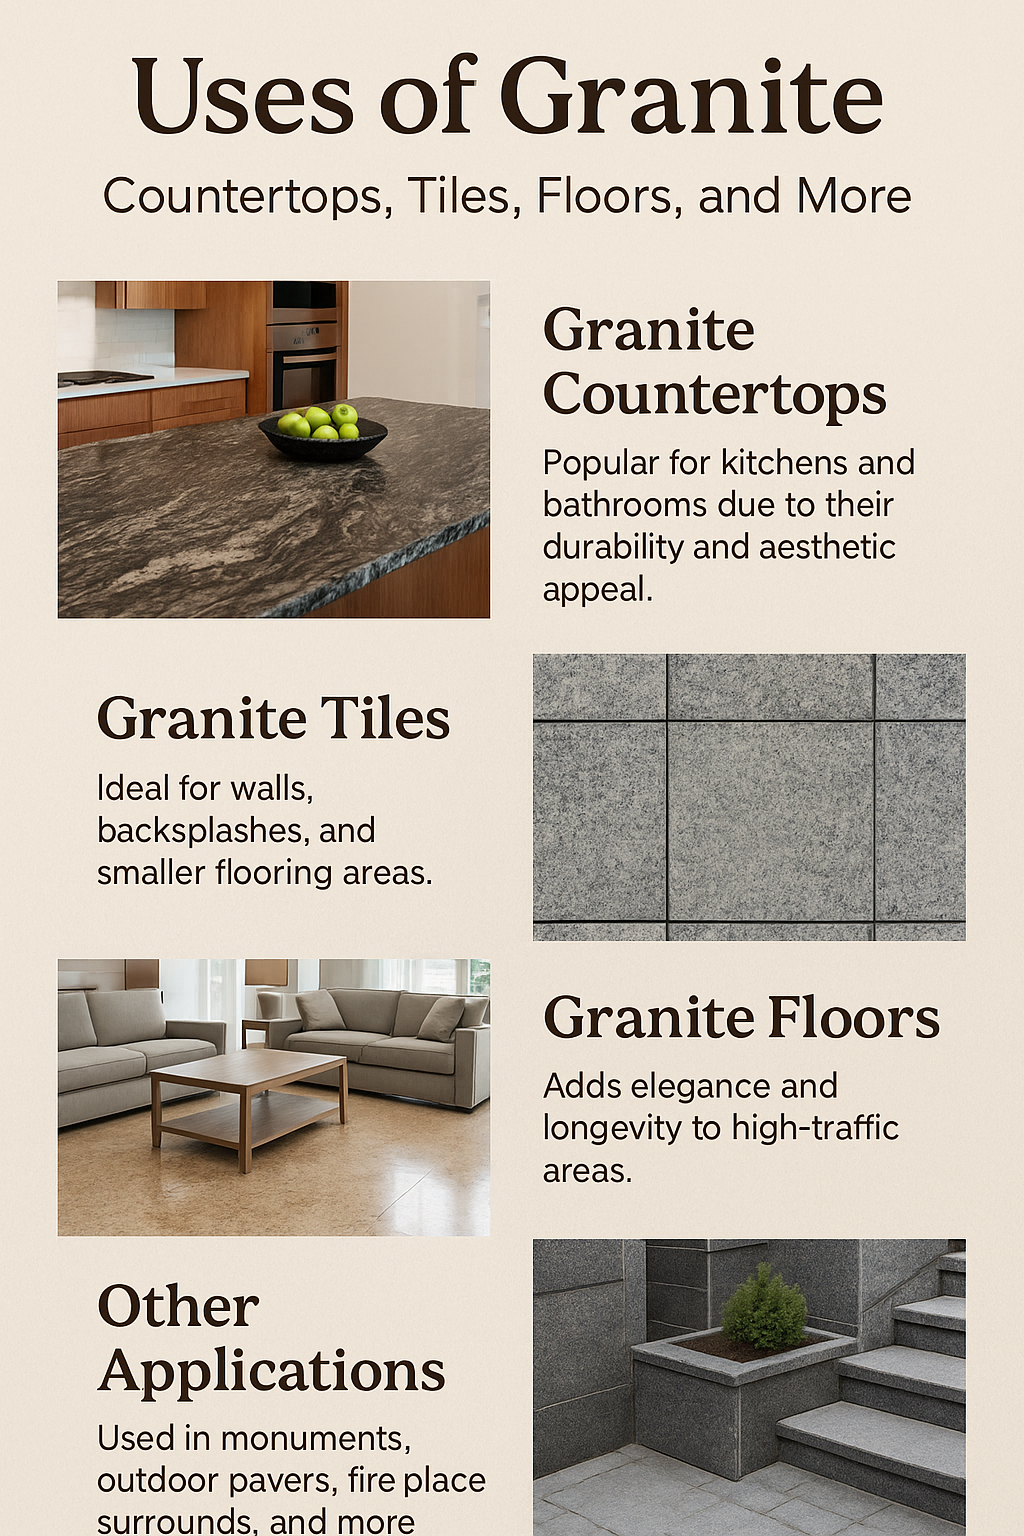 Uses of Granite
Countertops, Tiles, Floors, and More
Granite
Countertops
Popular for kitchens and
bathrooms due to their
durability and aesthetic
appeal.
Granite Tiles
Ideal for walls,
backsplashes, and
smaller flooring areas.
Granite Floors
Adds elegance and
longevity to high-traffic
areas.
Other
Applications
Used in monuments,
outdoor pavers, fire place
surrounds, and more